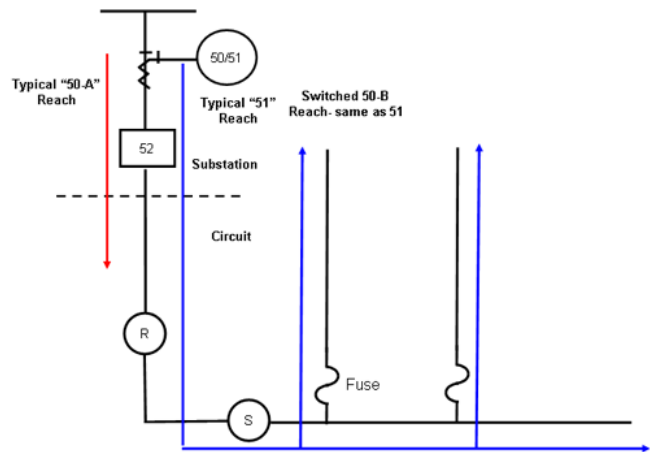 50/51
Typical “50-A”
Reach
Typical “51”
Reach
Switched 50-B
Reach- same as 51
52
Substation
Circuit
R
Fuse
S